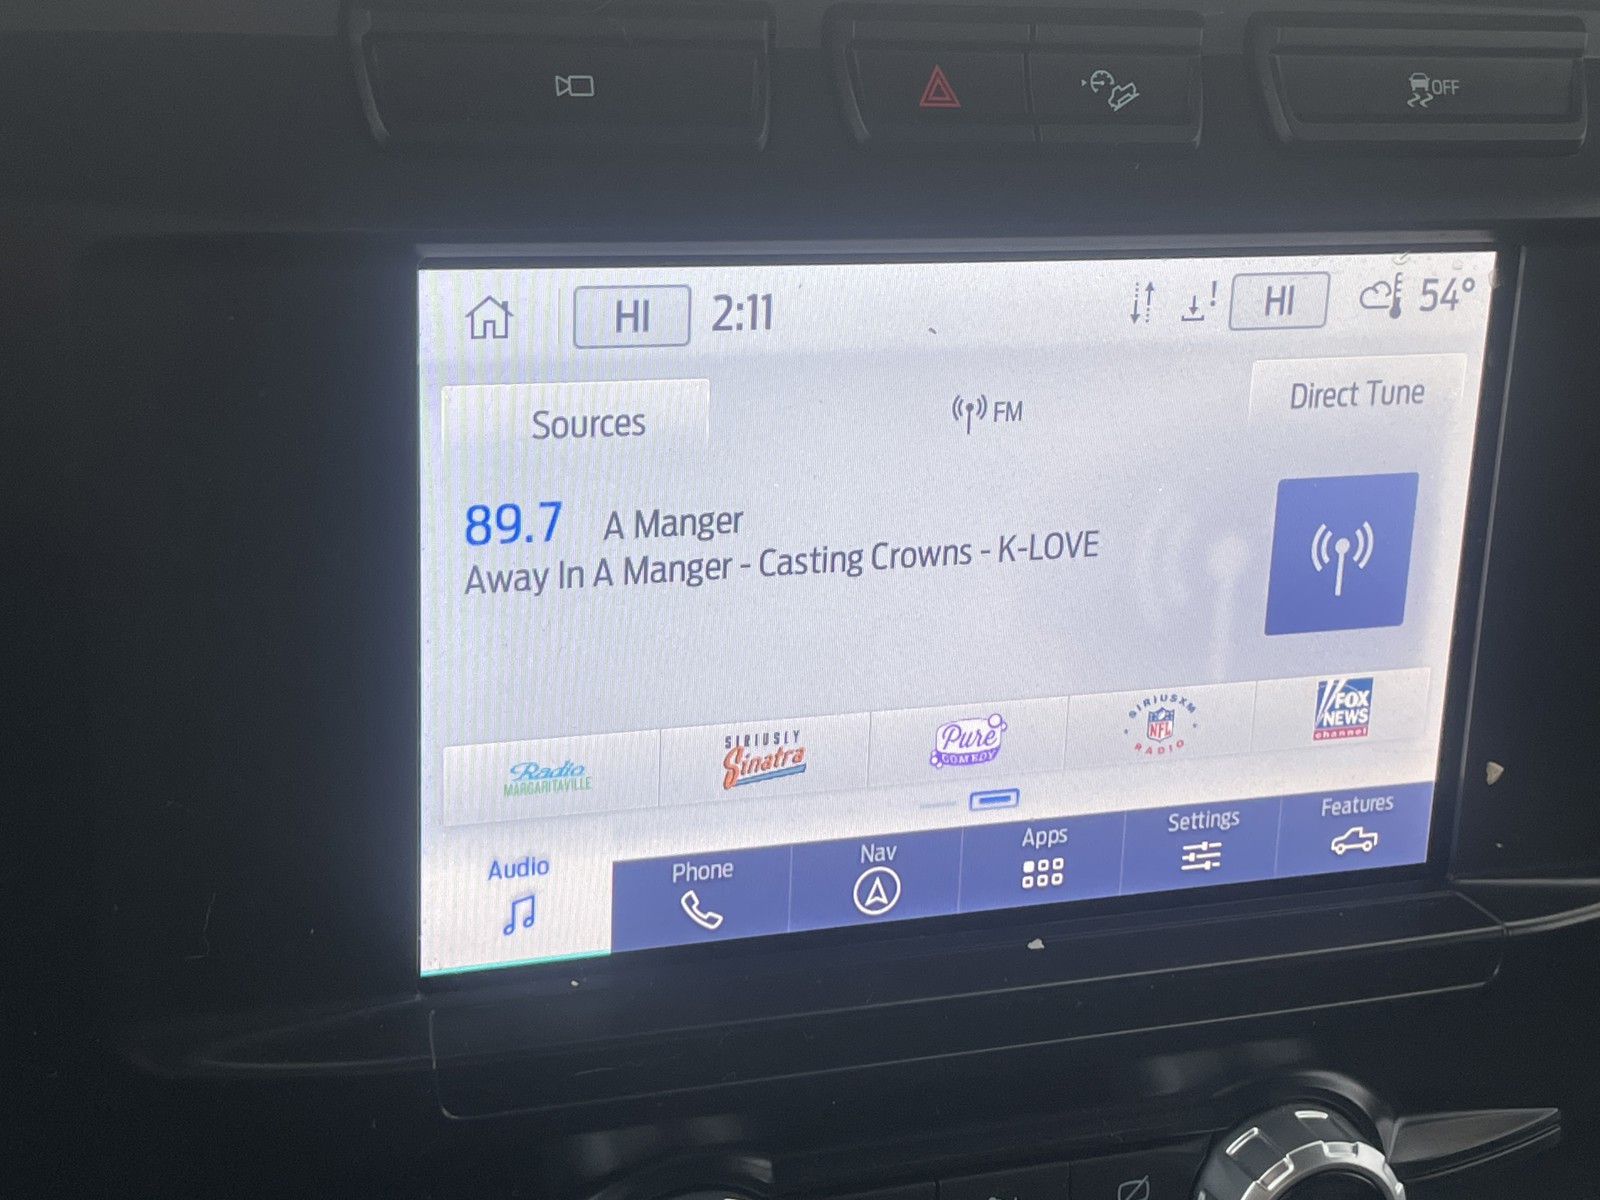 OFF
HI 2:11 ! HI 54°
Sources FM Direct Tune
89.7 A Manger
Away In A Manger - Casting Crowns - K-LOVE
Radio
MARGARITAVILLE
SIRIUSLY
Sinatra
Pure
COMEDY
SIRIUSXM
NFL
RADIO
FOX
NEWS
channel
Audio Phone Nav Apps Settings Features